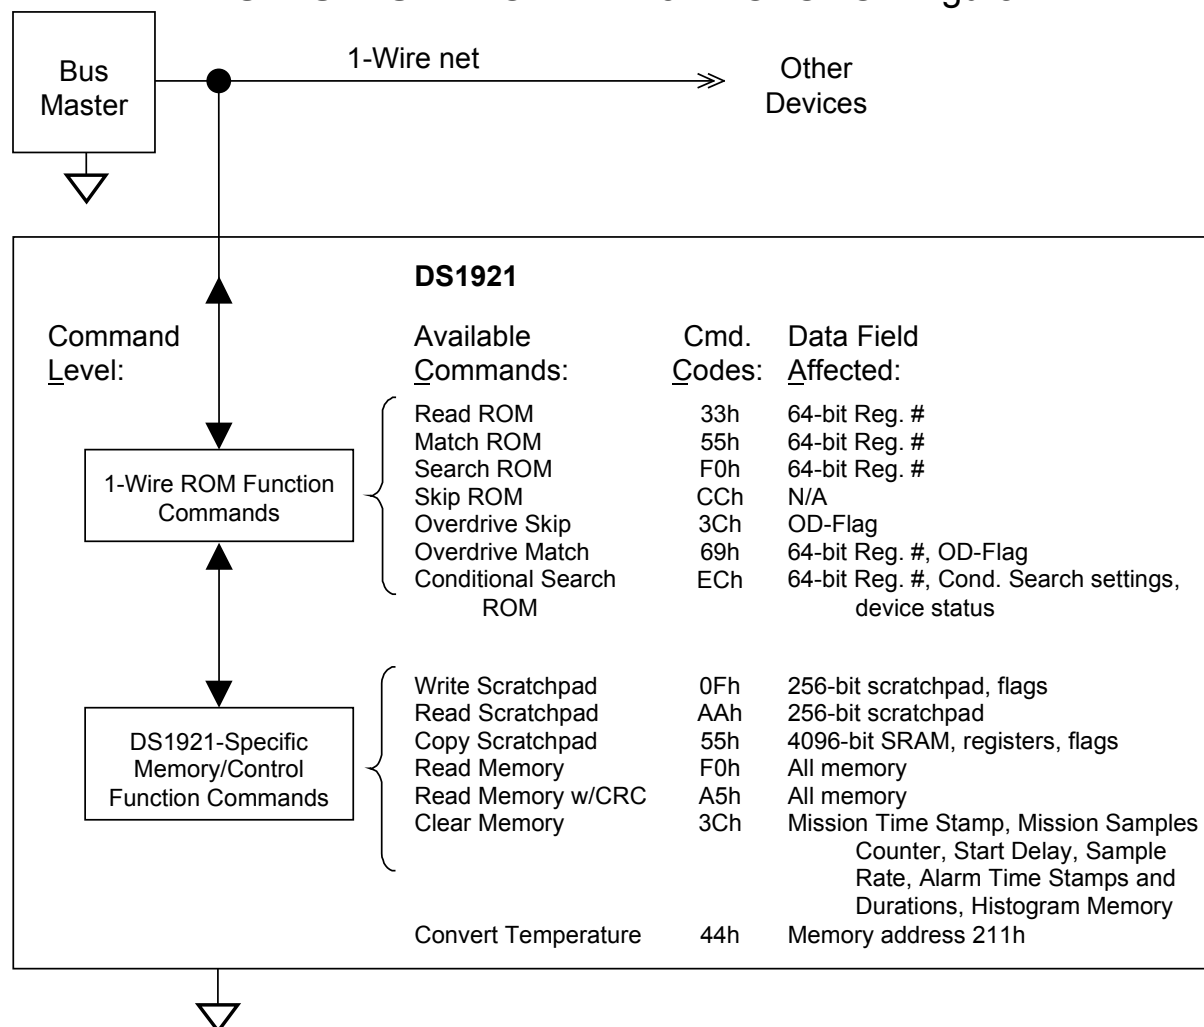 Bus
Master
1-Wire net
Other
Devices
DS1921
Command
Level:
Available
Commands:
Cmd.
Codes:
Data Field
Affected:
1-Wire ROM Function
Commands
Read ROM 33h 64-bit Reg. #
Match ROM 55h 64-bit Reg. #
Search ROM F0h 64-bit Reg. #
Skip ROM CCh N/A
Overdrive Skip 3Ch OD-Flag
Overdrive Match 69h 64-bit Reg. #, OD-Flag
Conditional Search ECh 64-bit Reg. #, Cond. Search settings,
ROM device status
DS1921-Specific
Memory/Control
Function Commands
Write Scratchpad 0Fh 256-bit scratchpad, flags
Read Scratchpad AAh 256-bit scratchpad
Copy Scratchpad 55h 4096-bit SRAM, registers, flags
Read Memory F0h All memory
Read Memory w/CRC A5h All memory
Clear Memory 3Ch Mission Time Stamp, Mission Samples
Counter, Start Delay, Sample
Rate, Alarm Time Stamps and
Durations, Histogram Memory
Convert Temperature 44h Memory address 211h